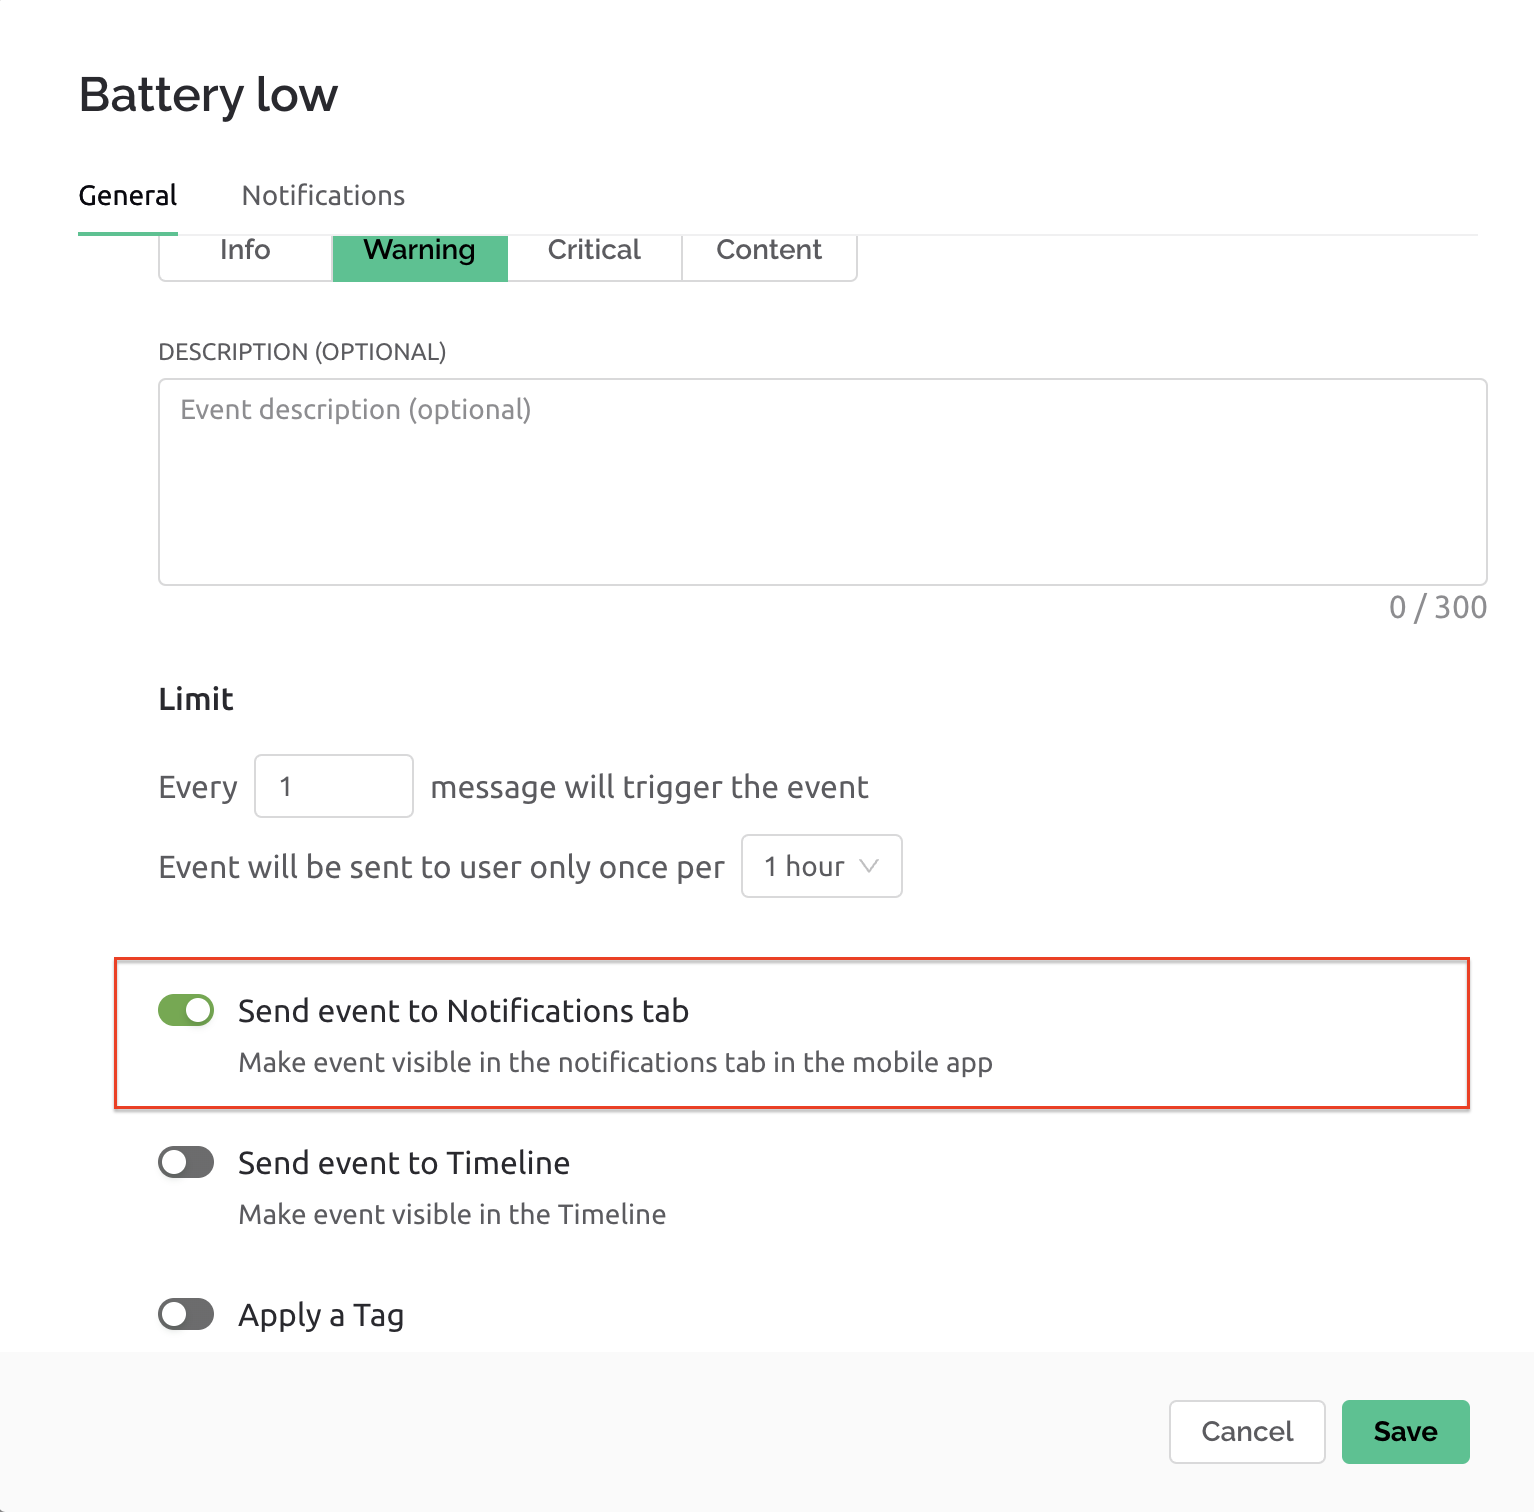 Battery low
General Notifications
Info Warning Critical Content
DESCRIPTION (OPTIONAL)
Event description (optional)
0 / 300
Limit
Every 1 message will trigger the event
Event will be sent to user only once per 1 hour
Send event to Notifications tab
Make event visible in the notifications tab in the mobile app
Send event to Timeline
Make event visible in the Timeline
Apply a Tag
Cancel Save